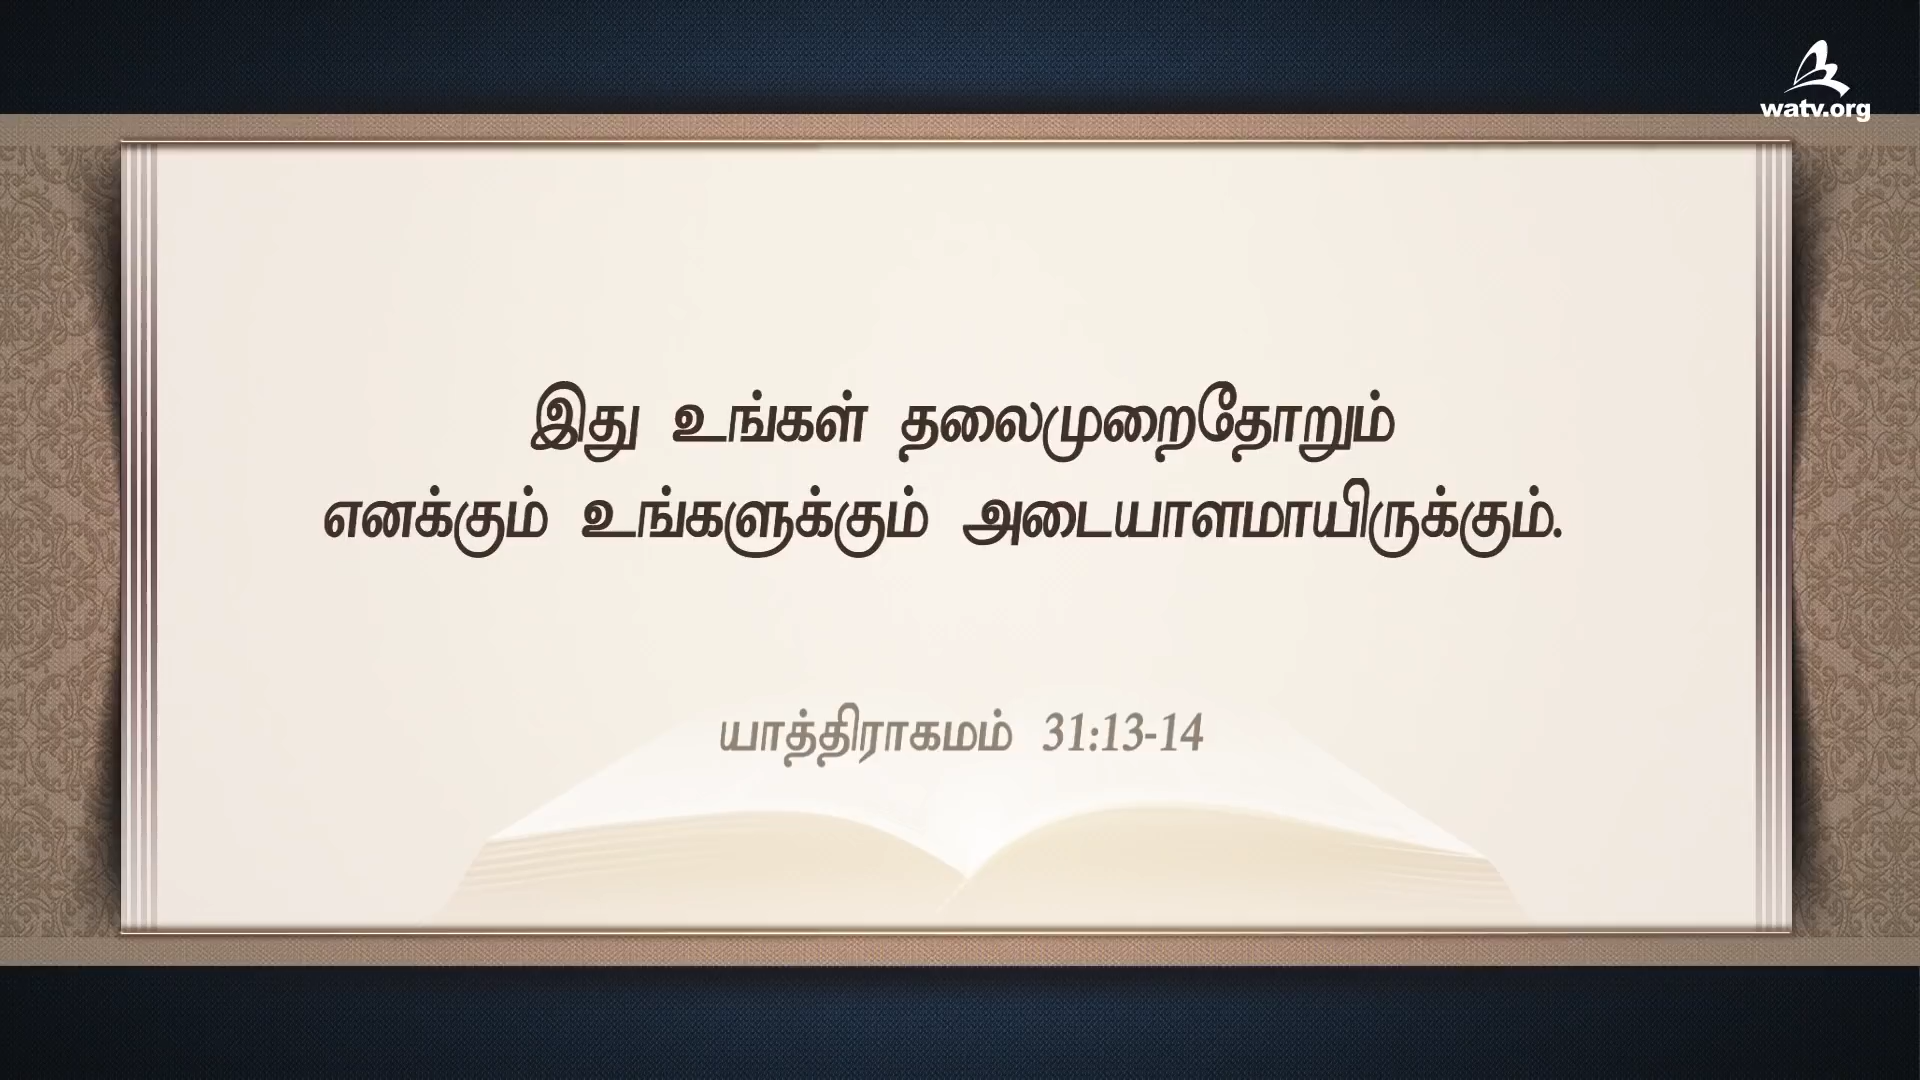 watv.org
இது உங்கள் தலைமுறைதோறும்
எனக்கும் உங்களுக்கும் அடையாளமாயிருக்கும்.
யாத்திராகமம் 31:13-14